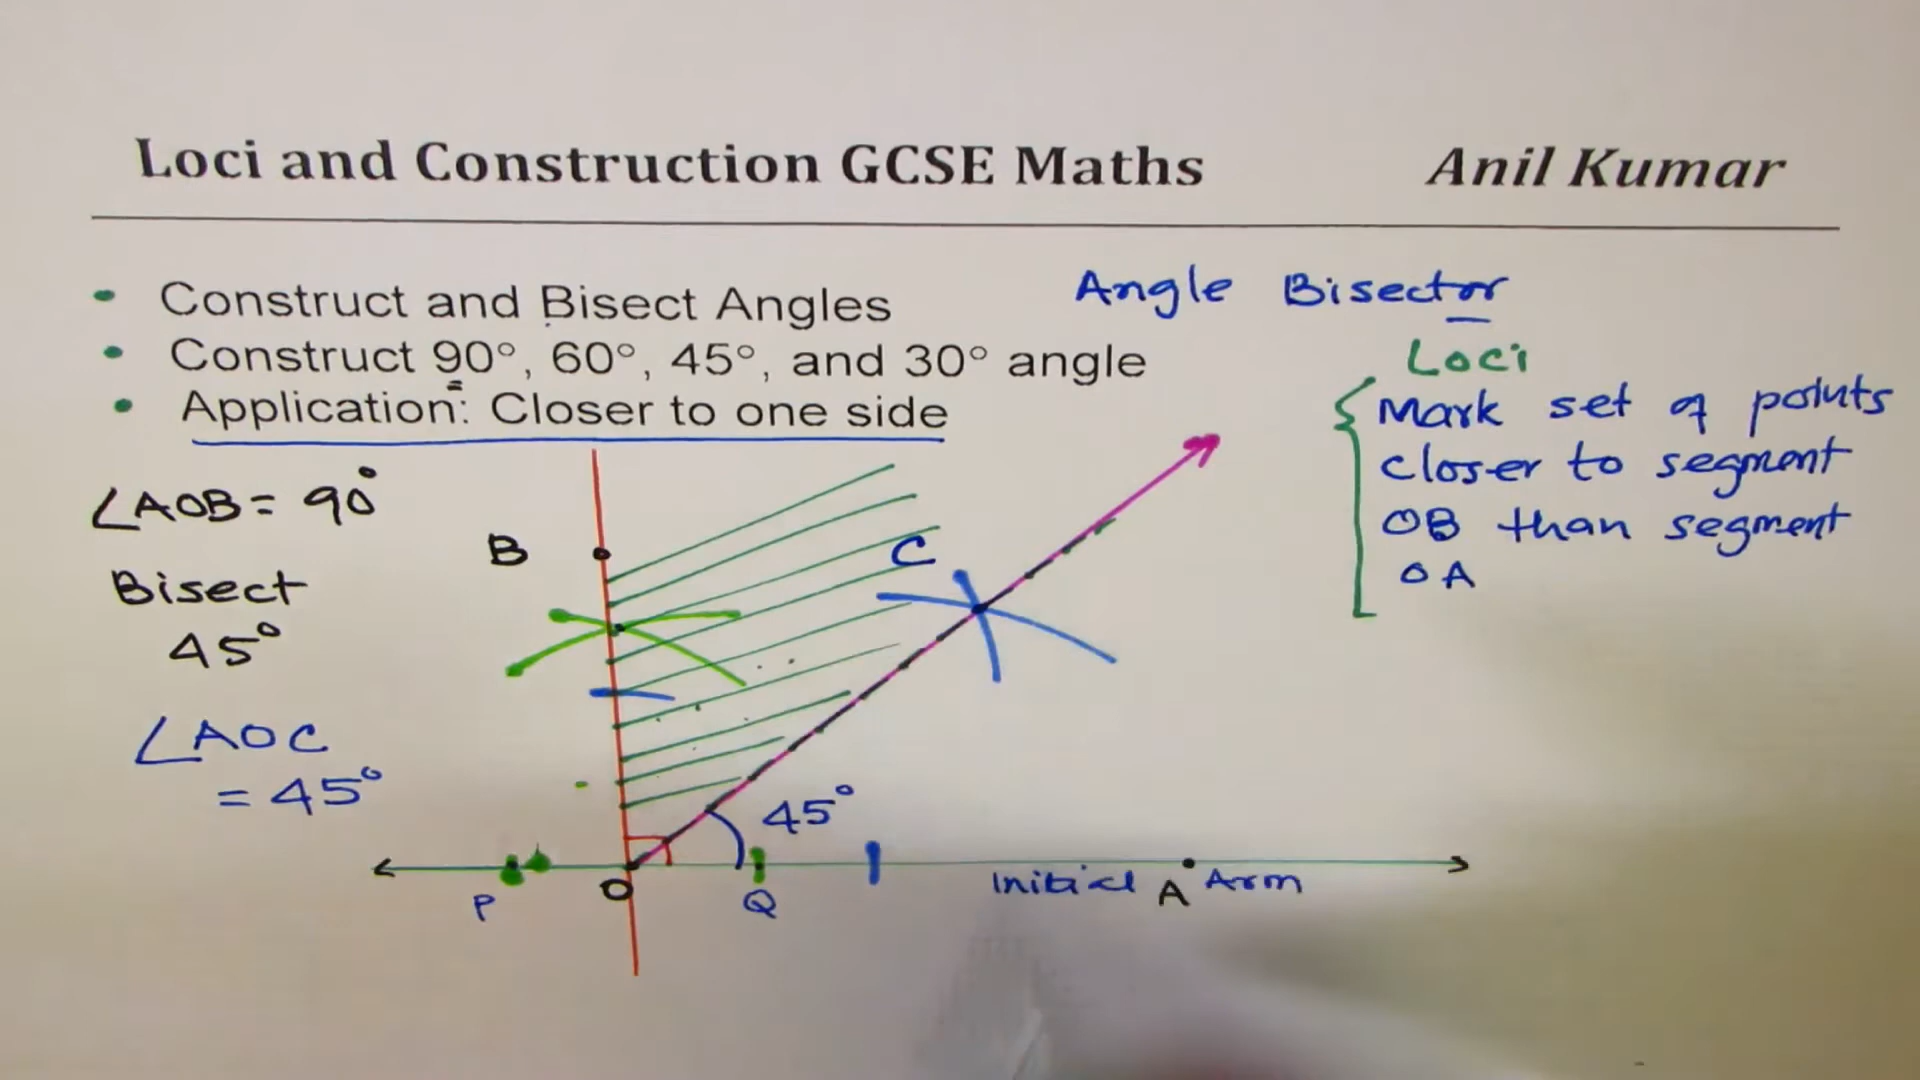 Loci and Construction GCSE Maths Anil Kumar
• Construct and Bisect Angles
• Construct 90°, 60°, 45°, and 30° angle
• Application: Closer to one side
Angle Bisector
Loci
Mark set of points
closer to segment
OB than segment
OA
∠AOB = 90°
Bisect
45°
∠AOC
= 45°
B
C
45°
P
O
Q
Initial A Arm